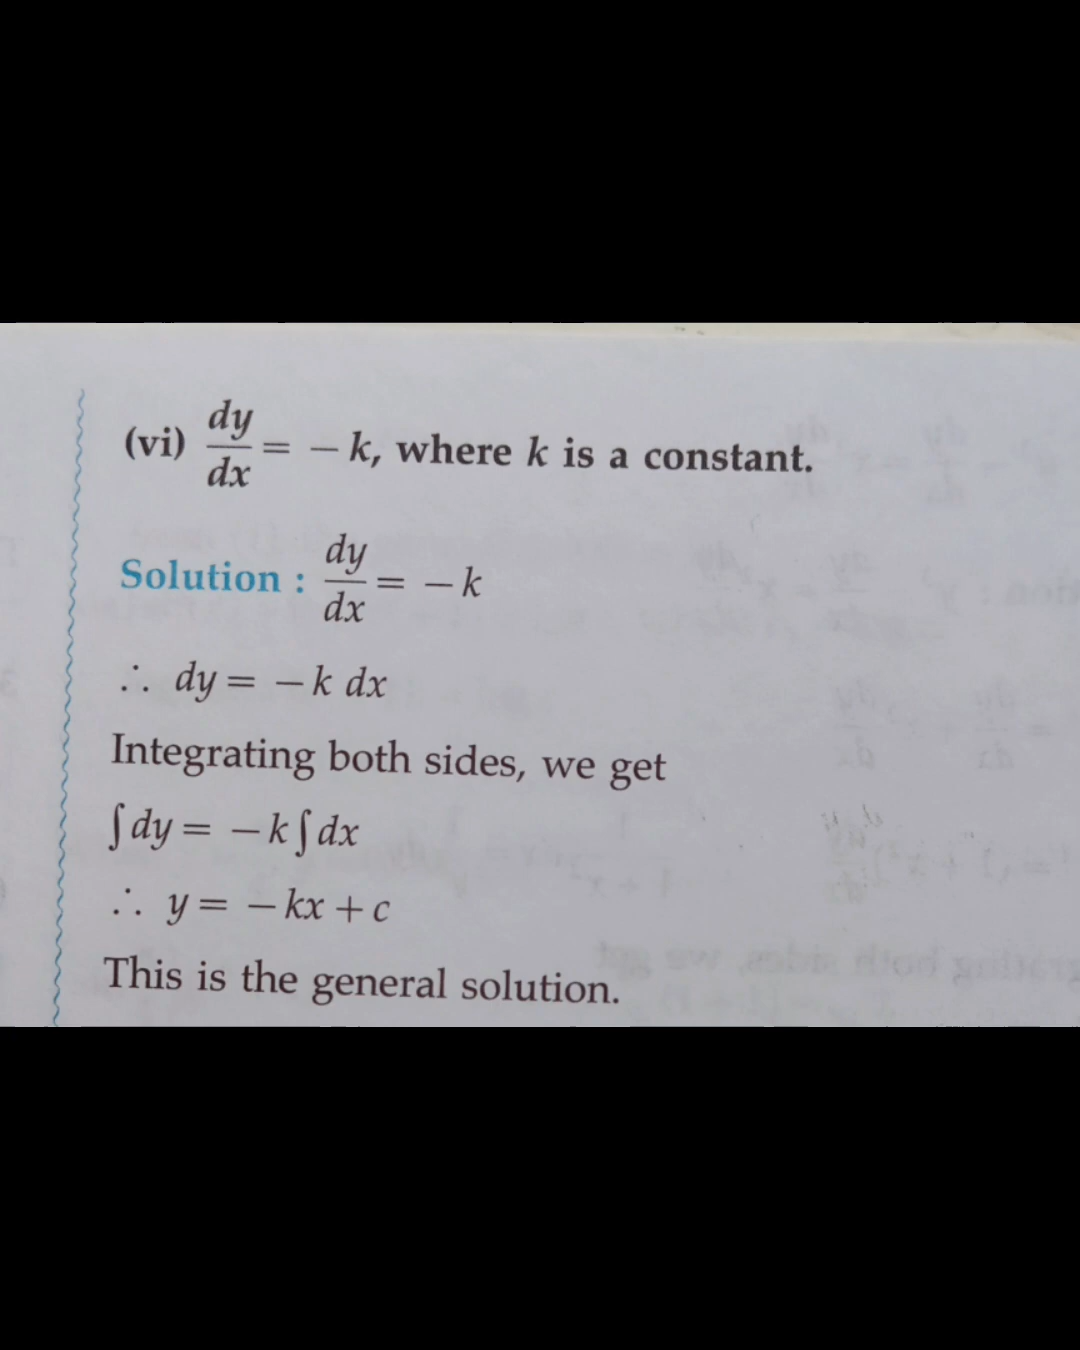 (vi) dy/dx = − k, where k is a constant.
Solution : dy/dx = − k
∴ dy = − k dx
Integrating both sides, we get
∫ dy = − k ∫ dx
∴ y = − kx + c
This is the general solution.